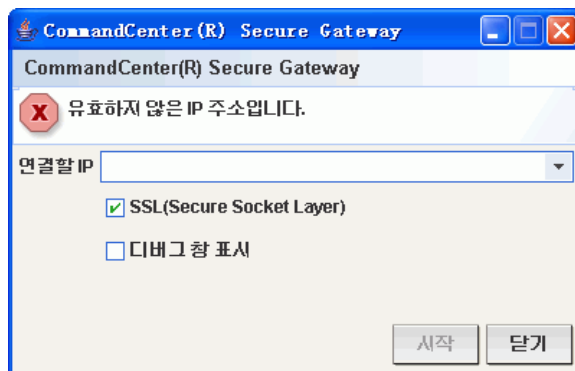 CommandCenter(R) Secure Gateway
CommandCenter(R) Secure Gateway
유효하지 않은 IP 주소입니다.
연결할 IP
SSL(Secure Socket Layer)
디버그 창 표시
시작 닫기